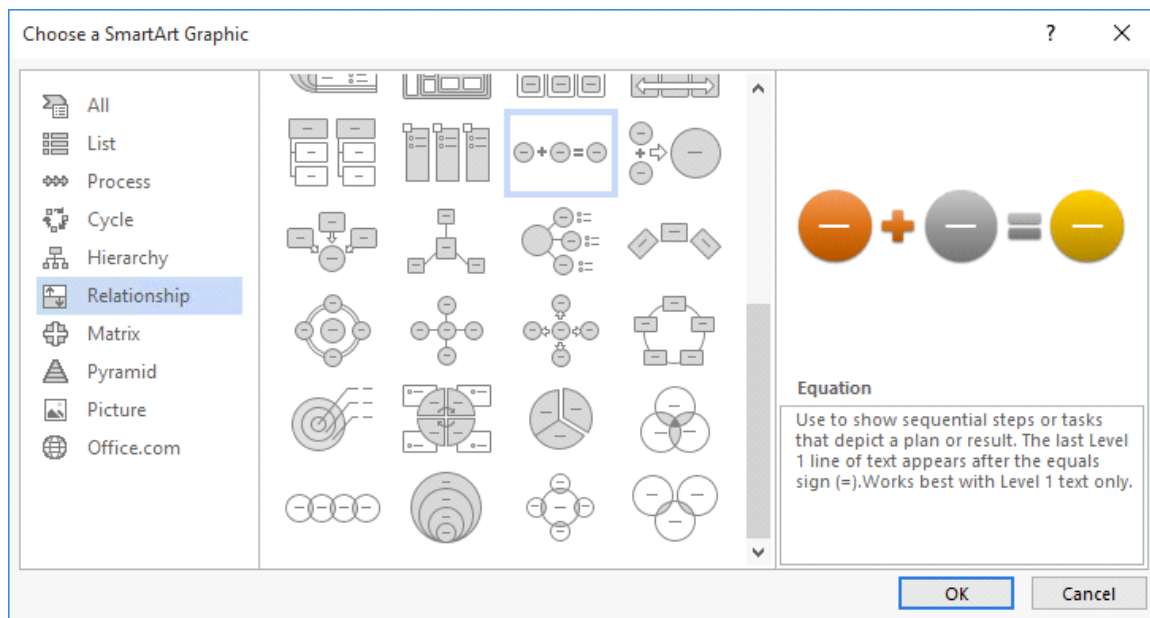 Choose a SmartArt Graphic
?
All
List
Process
Cycle
Hierarchy
Relationship
Matrix
Pyramid
Picture
Office.com
Equation
Use to show sequential steps or tasks
that depict a plan or result. The last Level
1 line of text appears after the equals
sign (=).Works best with Level 1 text only.
OK
Cancel